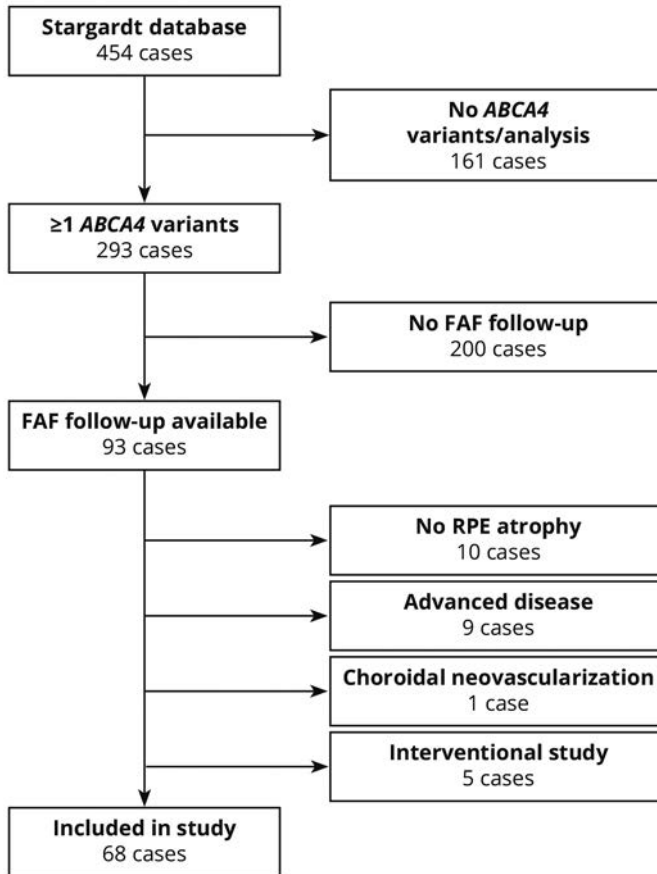 Stargardt database
454 cases
No ABCA4
variants/analysis
161 cases
≥1 ABCA4 variants
293 cases
No FAF follow-up
200 cases
FAF follow-up available
93 cases
No RPE atrophy
10 cases
Advanced disease
9 cases
Choroidal neovascularization
1 case
Interventional study
5 cases
Included in study
68 cases